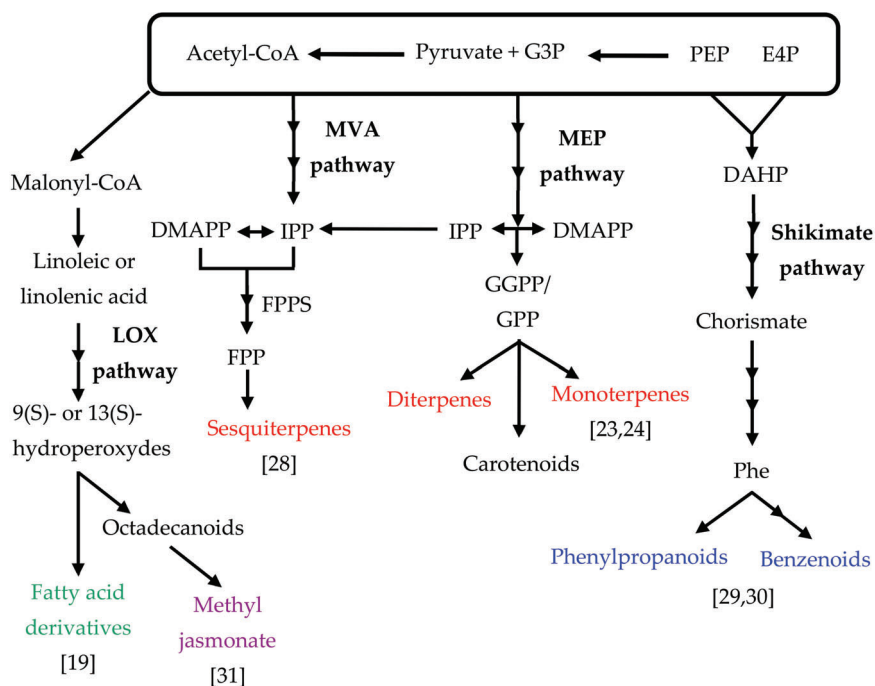 Acetyl-CoA
Pyruvate + G3P
PEP
E4P
MVA
pathway
MEP
pathway
Malonyl-CoA
DAHP
DMAPP
IPP
IPP
DMAPP
Shikimate
pathway
Linoleic or
linolenic acid
GGPP/
GPP
FPPS
Chorismate
LOX
pathway
FPP
9(S)- or 13(S)-
hydroperoxydes
Sesquiterpenes
[28]
Diterpenes
Monoterpenes
[23,24]
Carotenoids
Phe
Octadecanoids
Phenylpropanoids
Benzenoids
[29,30]
Fatty acid
derivatives
[19]
Methyl
jasmonate
[31]